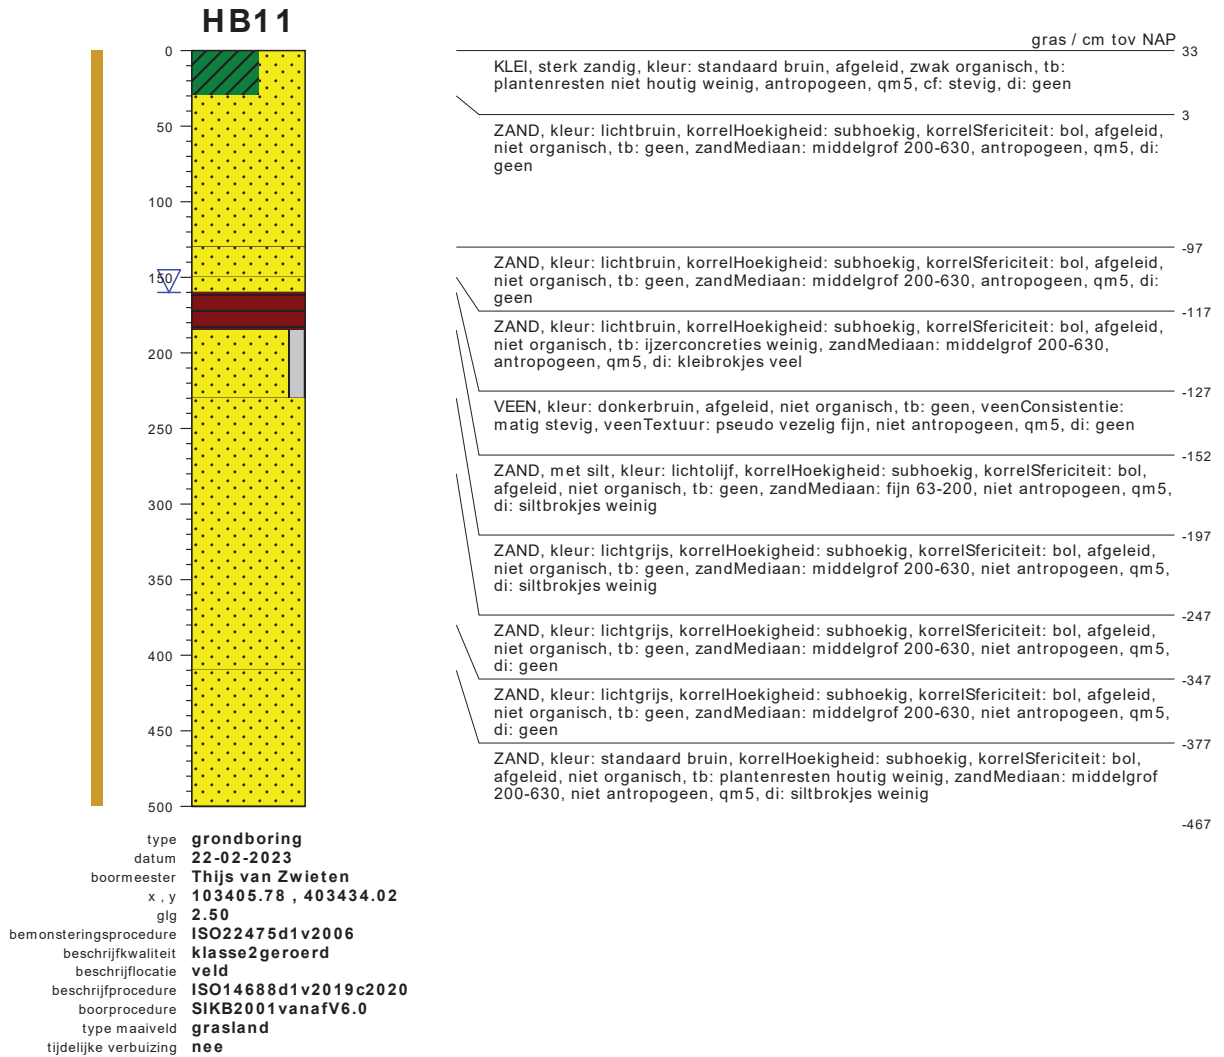 HB11
gras / cm tov NAP
0
33
KLEI, sterk zandig, kleur: standaard bruin, afgeleid, zwak organisch, tb:
plantenresten niet houtig weinig, antropogeen, qm5, cf: stevig, di: geen
3
50
ZAND, kleur: lichtbruin, korrelHoekigheid: subhoekig, korrelSfericiteit: bol, afgeleid,
niet organisch, tb: geen, zandMediaan: middelgrof 200-630, antropogeen, qm5, di:
geen
100
-97
150
ZAND, kleur: lichtbruin, korrelHoekigheid: subhoekig, korrelSfericiteit: bol, afgeleid,
niet organisch, tb: geen, zandMediaan: middelgrof 200-630, antropogeen, qm5, di:
geen
-117
ZAND, kleur: lichtbruin, korrelHoekigheid: subhoekig, korrelSfericiteit: bol, afgeleid,
niet organisch, tb: ijzerconcreties weinig, zandMediaan: middelgrof 200-630,
antropogeen, qm5, di: kleibrokjes veel
200
-127
VEEN, kleur: donkerbruin, afgeleid, niet organisch, tb: geen, veenConsistentie:
matig stevig, veenTextuur: pseudo vezelig fijn, niet antropogeen, qm5, di: geen
250
-152
ZAND, met silt, kleur: lichtolijf, korrelHoekigheid: subhoekig, korrelSfericiteit: bol,
afgeleid, niet organisch, tb: geen, zandMediaan: fijn 63-200, niet antropogeen, qm5,
di: siltbrokjes weinig
300
-197
ZAND, kleur: lichtgrijs, korrelHoekigheid: subhoekig, korrelSfericiteit: bol, afgeleid,
niet organisch, tb: geen, zandMediaan: middelgrof 200-630, niet antropogeen, qm5,
di: siltbrokjes weinig
350
-247
ZAND, kleur: lichtgrijs, korrelHoekigheid: subhoekig, korrelSfericiteit: bol, afgeleid,
niet organisch, tb: geen, zandMediaan: middelgrof 200-630, niet antropogeen, qm5,
di: geen
400
-347
ZAND, kleur: lichtgrijs, korrelHoekigheid: subhoekig, korrelSfericiteit: bol, afgeleid,
niet organisch, tb: geen, zandMediaan: middelgrof 200-630, niet antropogeen, qm5,
di: geen
450
-377
ZAND, kleur: standaard bruin, korrelHoekigheid: subhoekig, korrelSfericiteit: bol,
afgeleid, niet organisch, tb: plantenresten houtig weinig, zandMediaan: middelgrof
200-630, niet antropogeen, qm5, di: siltbrokjes weinig
500
-467
type grondboring
datum 22-02-2023
boormeester Thijs van Zwieten
x , y 103405.78 , 403434.02
glg 2.50
bemonsteringsprocedure ISO22475d1v2006
beschrijfkwaliteit klasse2geroerd
beschrijflocatie veld
beschrijfprocedure ISO14688d1v2019c2020
boorprocedure SIKB2001vanafV6.0
type maaiveld grasland
tijdelijke verbuizing nee